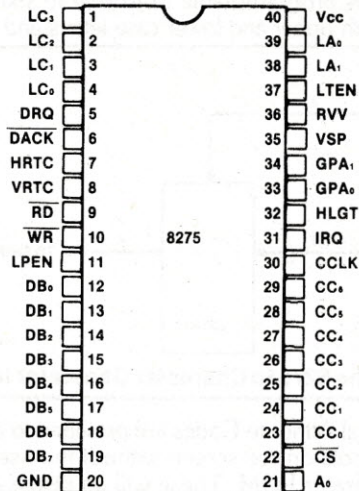 LC₃ 1 40 Vcc
LC₂ 2 39 LA₀
LC₁ 3 38 LA₁
LC₀ 4 37 LTEN
DRQ 5 36 RVV
D̅A̅C̅K̅ 6 35 VSP
HRTC 7 34 GPA₁
VRTC 8 33 GPA₀
R̅D̅ 9 32 HLGT
W̅R̅ 10 8275 31 IRQ
LPEN 11 30 CCLK
DB₀ 12 29 CC₆
DB₁ 13 28 CC₅
DB₂ 14 27 CC₄
DB₃ 15 26 CC₃
DB₄ 16 25 CC₂
DB₅ 17 24 CC₁
DB₆ 18 23 CC₀
DB₇ 19 22 C̅S̅
GND 20 21 A₀